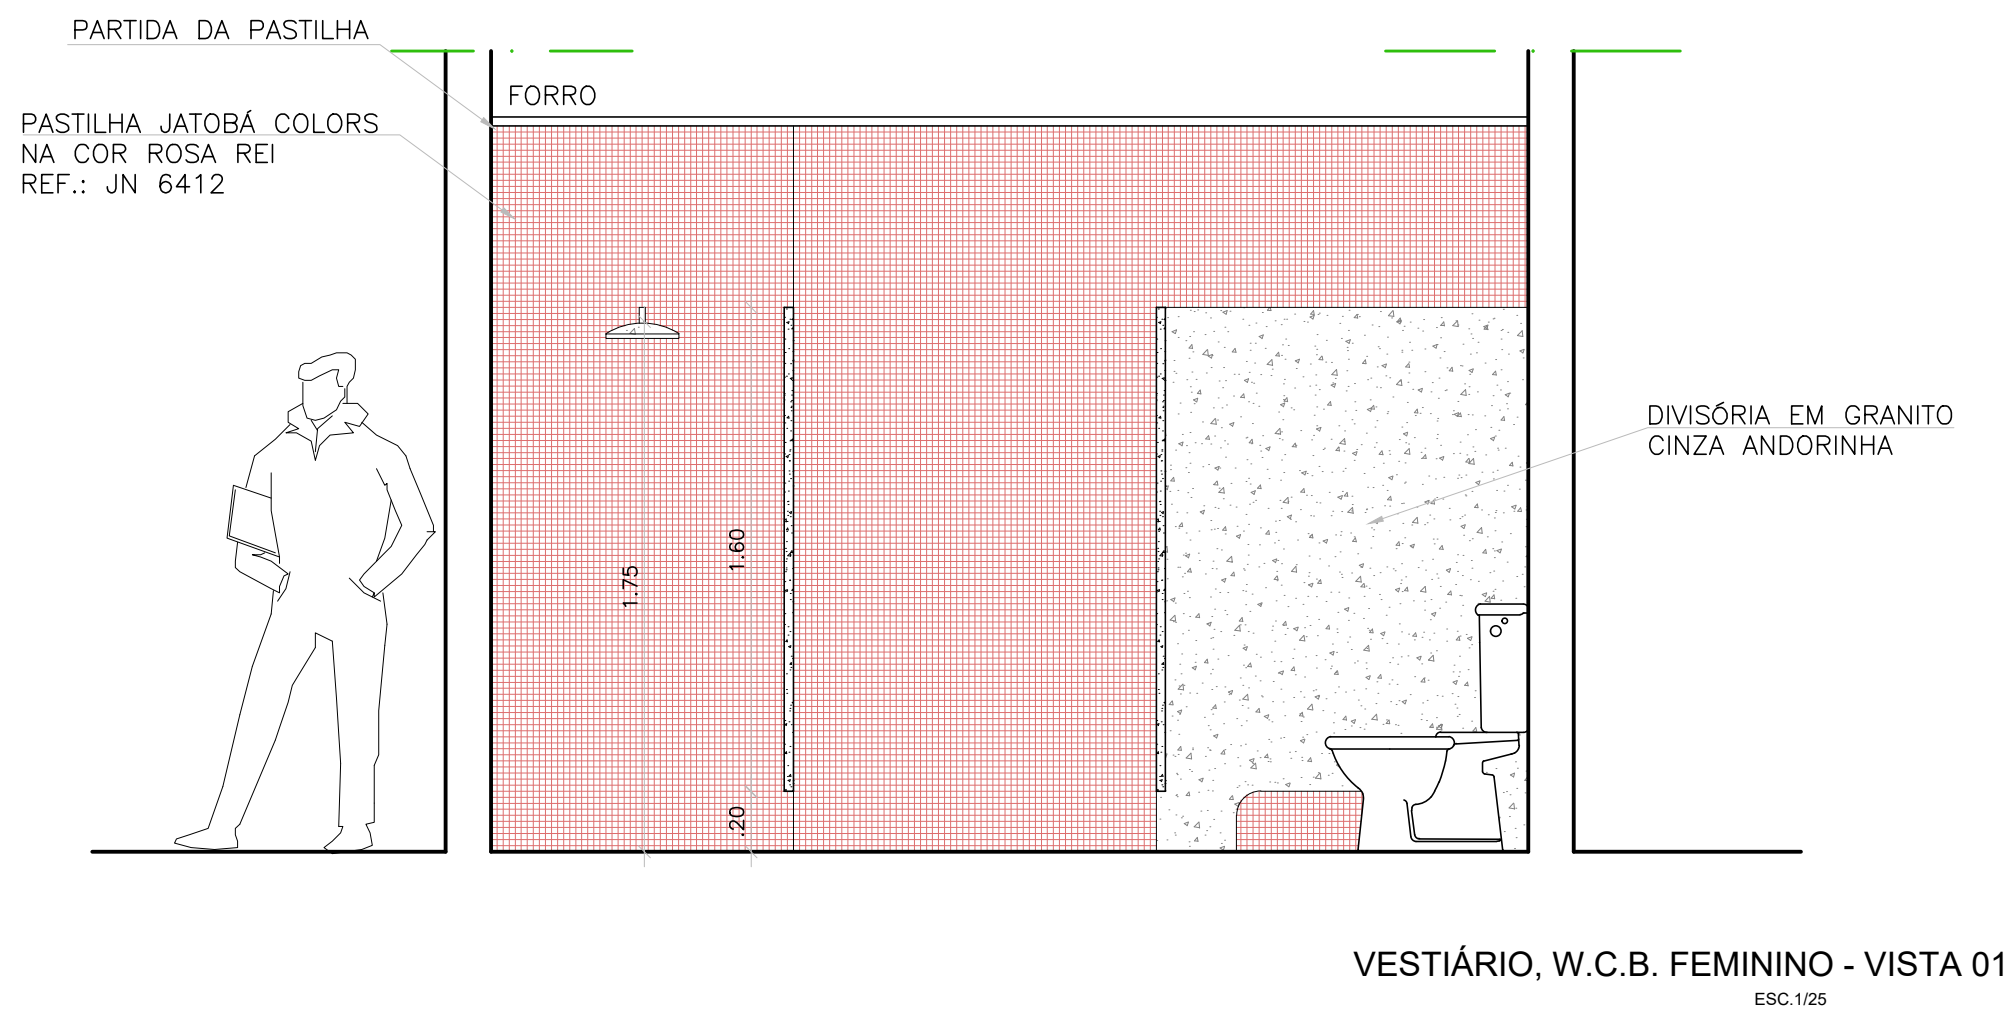 PARTIDA DA PASTILHA
FORRO
PASTILHA JATOBÁ COLORS
NA COR ROSA REI
REF.: JN 6412
DIVISÓRIA EM GRANITO
CINZA ANDORINHA
1.60
1.75
.20
VESTIÁRIO, W.C.B. FEMININO - VISTA 01
ESC.1/25